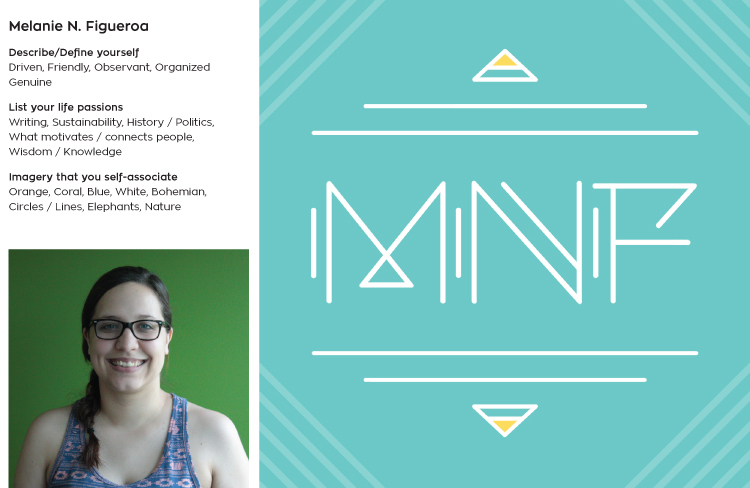 Melanie N. Figueroa
Describe/Define yourself
Driven, Friendly, Observant, Organized
Genuine
List your life passions
Writing, Sustainability, History / Politics,
What motivates / connects people,
Wisdom / Knowledge
Imagery that you self-associate
Orange, Coral, Blue, White, Bohemian,
Circles / Lines, Elephants, Nature
MNF